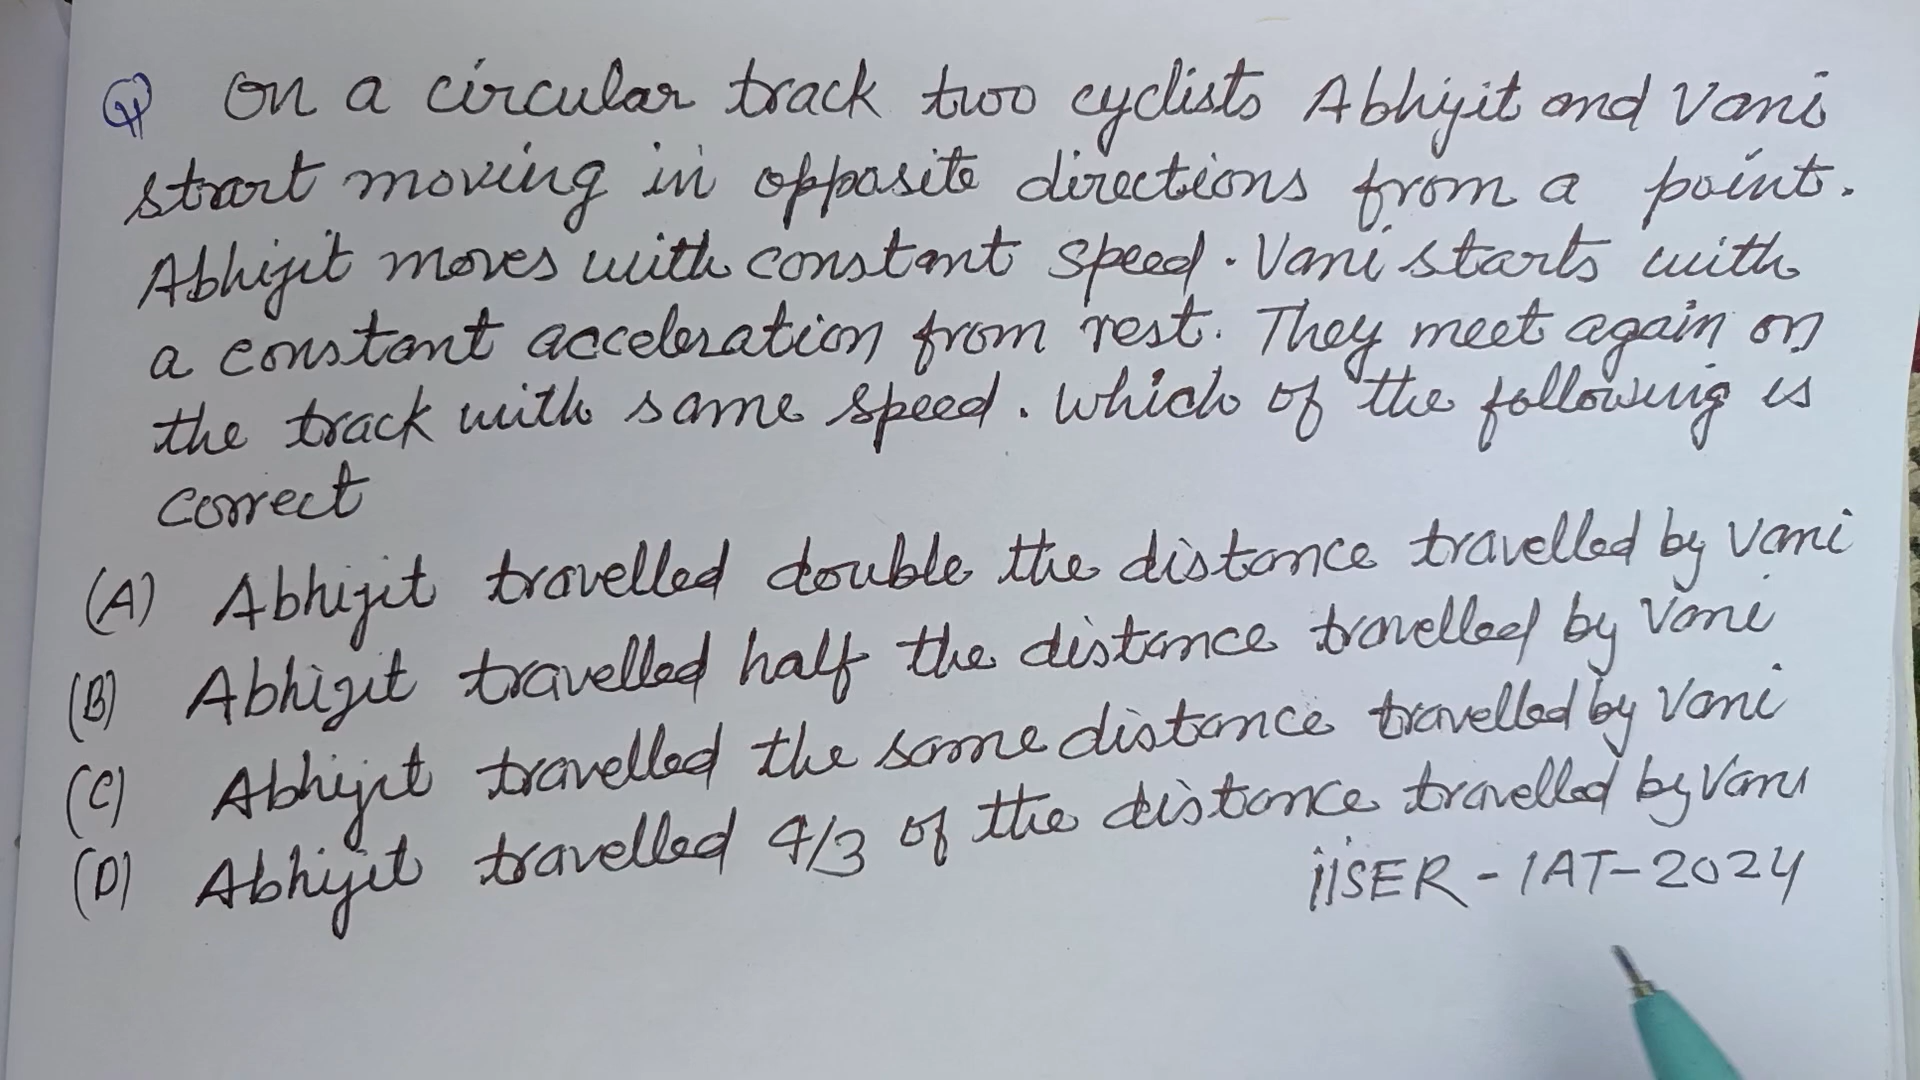 Q On a circular track two cyclists Abhijit and Vani
start moving in opposite directions from a point.
Abhijit moves with constant speed. Vani starts with
a constant acceleration from rest. They meet again on
the track with same speed. Which of the following is
correct
(A) Abhijit travelled double the distance travelled by Vani
(B) Abhijit travelled half the distance travelled by Vani
(C) Abhijit travelled the same distance travelled by Vani
(D) Abhijit travelled 4/3 of the distance travelled by Vani
iiSER - IAT-2024